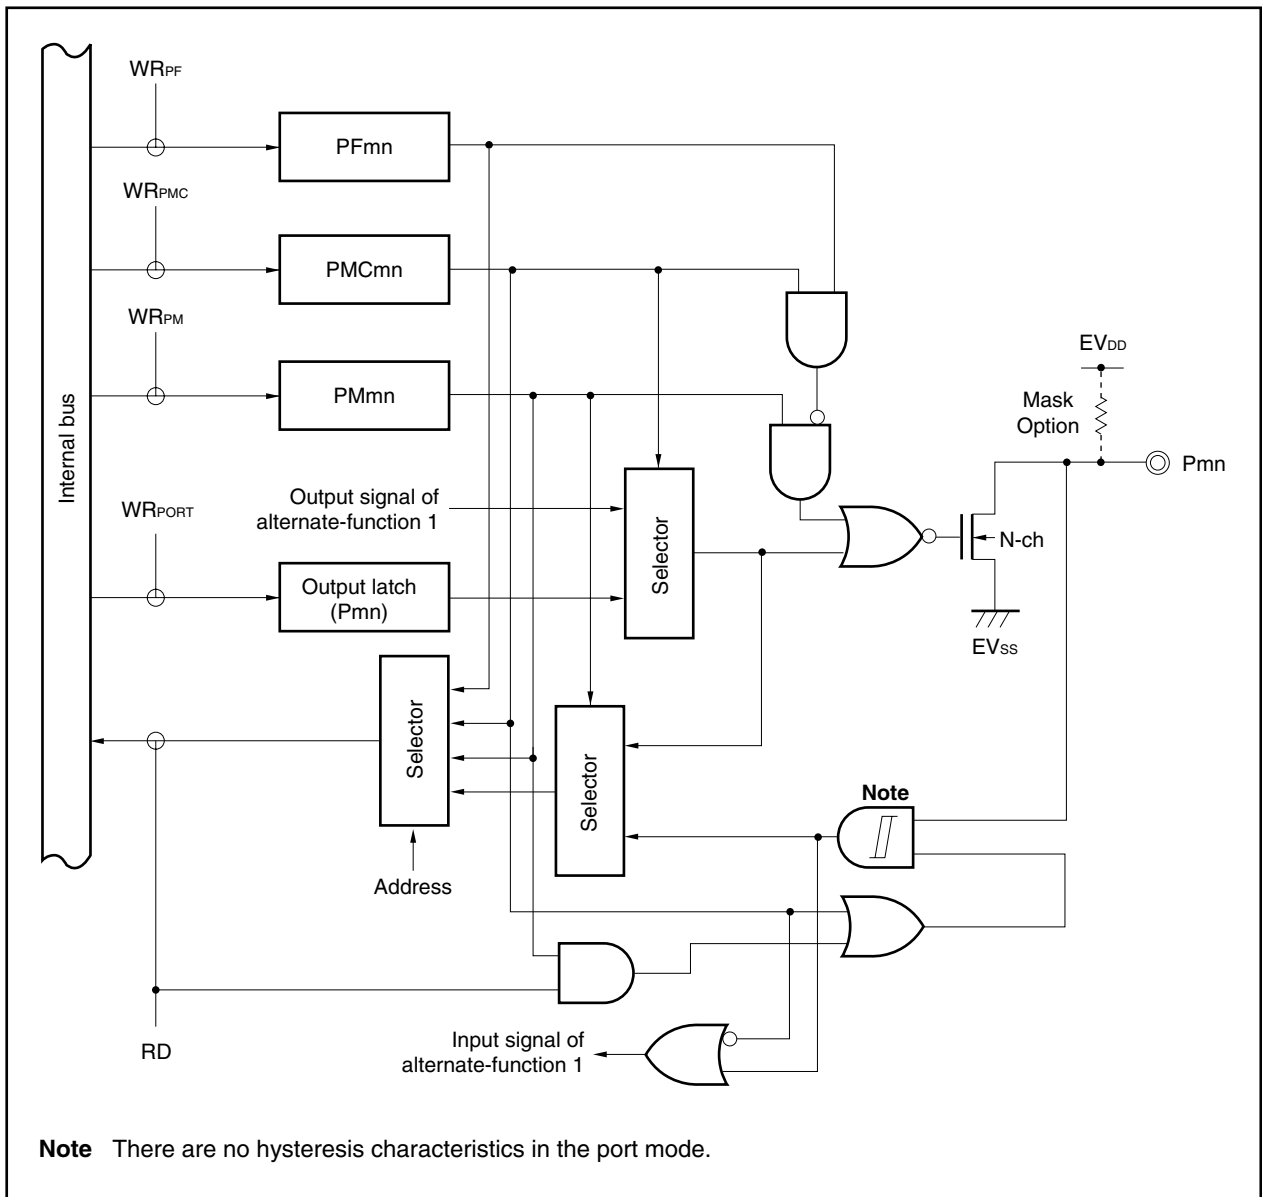 WRPF
PFmn
WRPMC
PMCmn
WRPM
PMmn
EVDD
Mask
Option
Pmn
Internal bus
Output signal of
alternate-function 1
WRPORT
Selector
N-ch
Output latch
(Pmn)
EVSS
Selector
Selector
Note
Address
RD
Input signal of
alternate-function 1
Note There are no hysteresis characteristics in the port mode.